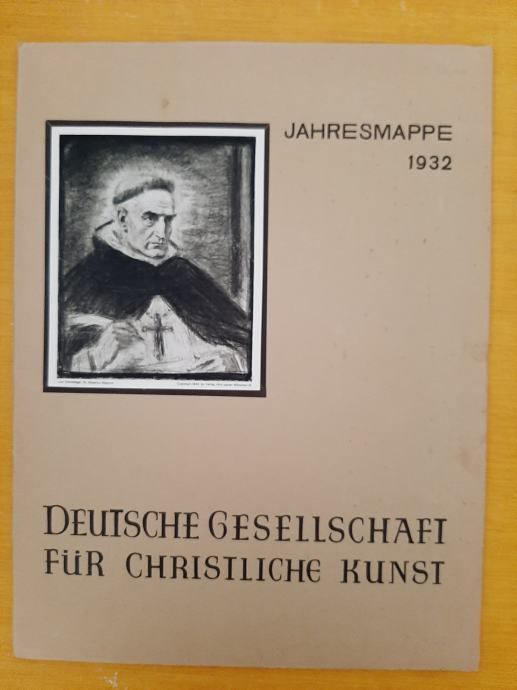 JAHRESMAPPE
1932
DEUTSCHE GESELLSCHAFT
FÜR CHRISTLICHE KUNST